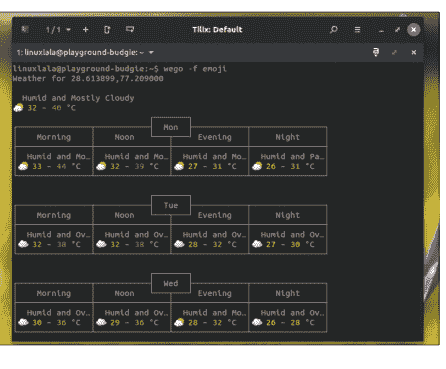 1/1
Tilix: Default
1: linuxlala@playground-budgie:~
linuxlala@playground-budgie:~$ wego -f emoji
Weather for 28.613899,77.209000
Humid and Mostly Cloudy
32 – 40 °C
Mon
Morning Noon Evening Night
Humid and Mo… Humid and Mo… Humid and Mo… Humid and Pa…
33 – 44 °C 32 – 39 °C 27 – 31 °C 26 – 31 °C
Tue
Morning Noon Evening Night
Humid and Ov… Humid and Ov… Humid and Ov… Humid and Ov…
32 – 38 °C 32 – 38 °C 28 – 32 °C 27 – 30 °C
Wed
Morning Noon Evening Night
Humid and Ov… Humid and Ov… Humid and Mo… Humid and Ov…
30 – 36 °C 29 – 36 °C 28 – 32 °C 26 – 28 °C